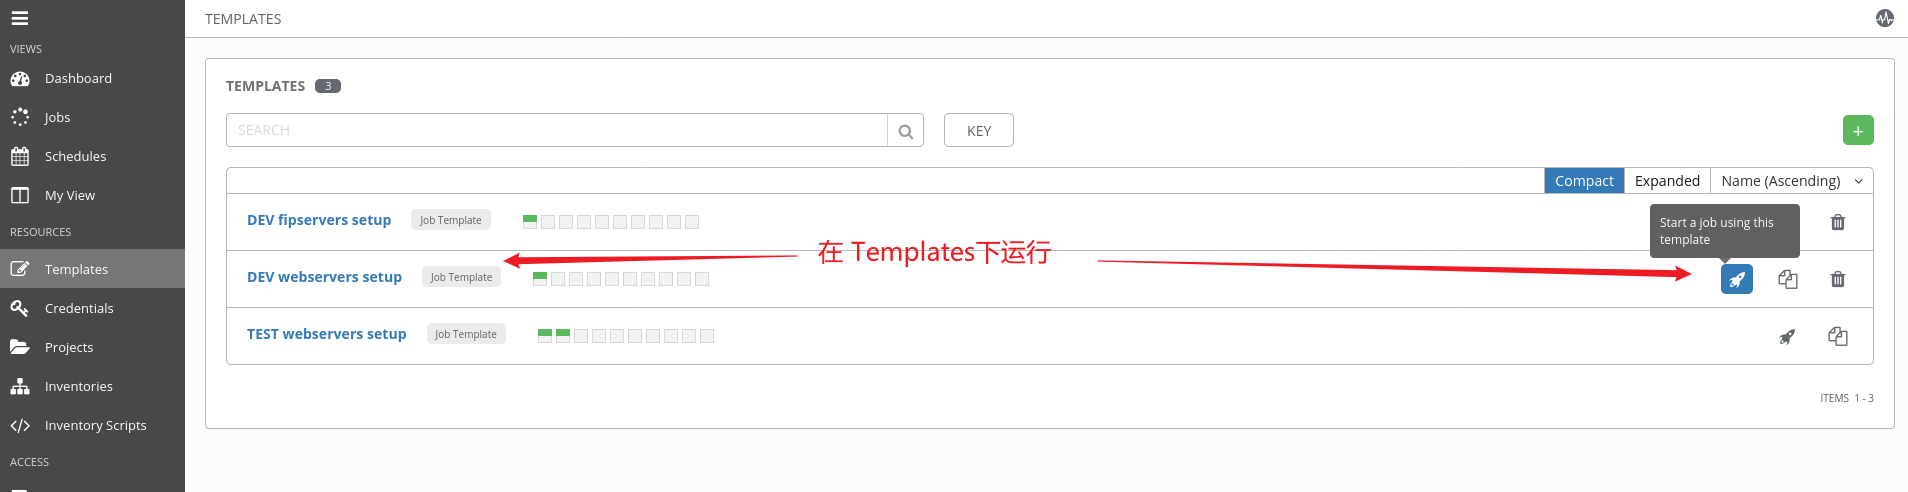 TEMPLATES
VIEWS
Dashboard
Jobs
Schedules
My View
RESOURCES
Templates
Credentials
Projects
Inventories
Inventory Scripts
ACCESS
TEMPLATES 3
SEARCH
KEY
+
Compact Expanded Name (Ascending)
DEV fipservers setup Job Template
Start a job using this
template
在 Templates下运行
DEV webservers setup Job Template
TEST webservers setup Job Template
ITEMS 1 - 3